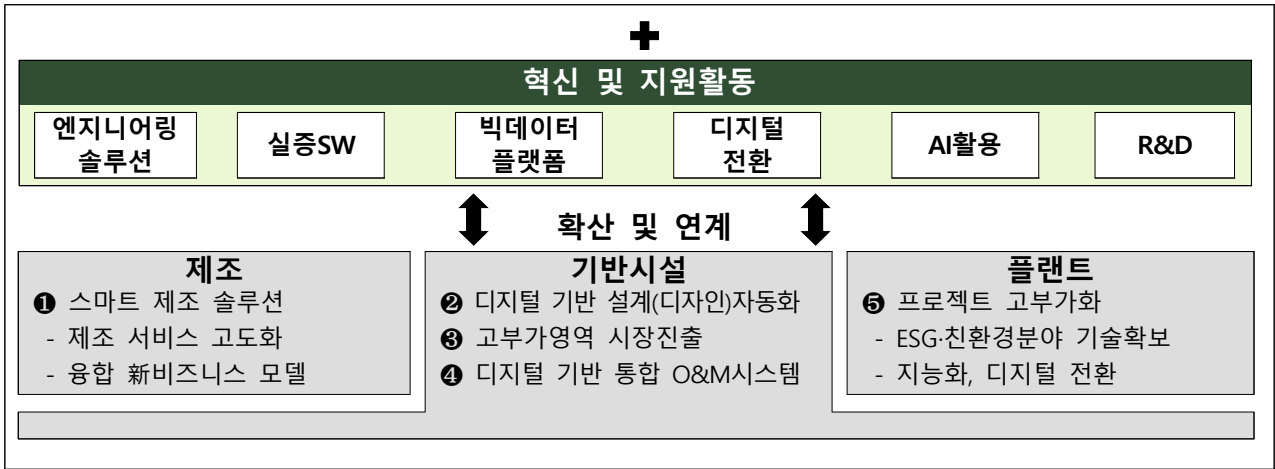 +
혁신 및 지원활동
엔지니어링
솔루션
실증SW
빅데이터
플랫폼
디지털
전환
AI활용
R&D
확산 및 연계
제조
❶ 스마트 제조 솔루션
- 제조 서비스 고도화
- 융합 新비즈니스 모델
기반시설
❷ 디지털 기반 설계(디자인)자동화
❸ 고부가영역 시장진출
❹ 디지털 기반 통합 O&M시스템
플랜트
❺ 프로젝트 고부가화
- ESG·친환경분야 기술확보
- 지능화, 디지털 전환